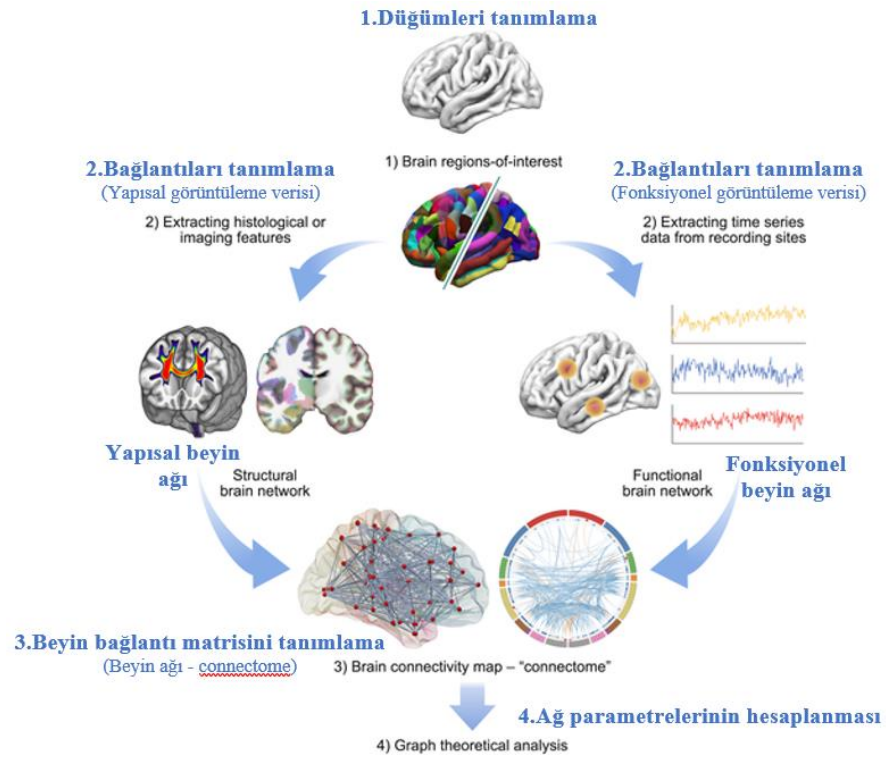 1.Düğümleri tanımlama
1) Brain regions-of-interest
2.Bağlantıları tanımlama
(Yapısal görüntüleme verisi)
2) Extracting histological or
imaging features
2.Bağlantıları tanımlama
(Fonksiyonel görüntüleme verisi)
2) Extracting time series
data from recording sites
Yapısal beyin
ağı
Structural
brain network
Functional
brain network
Fonksiyonel
beyin ağı
3.Beyin bağlantı matrisini tanımlama
(Beyin ağı - connectome)
3) Brain connectivity map – “connectome”
4.Ağ parametrelerinin hesaplanması
4) Graph theoretical analysis